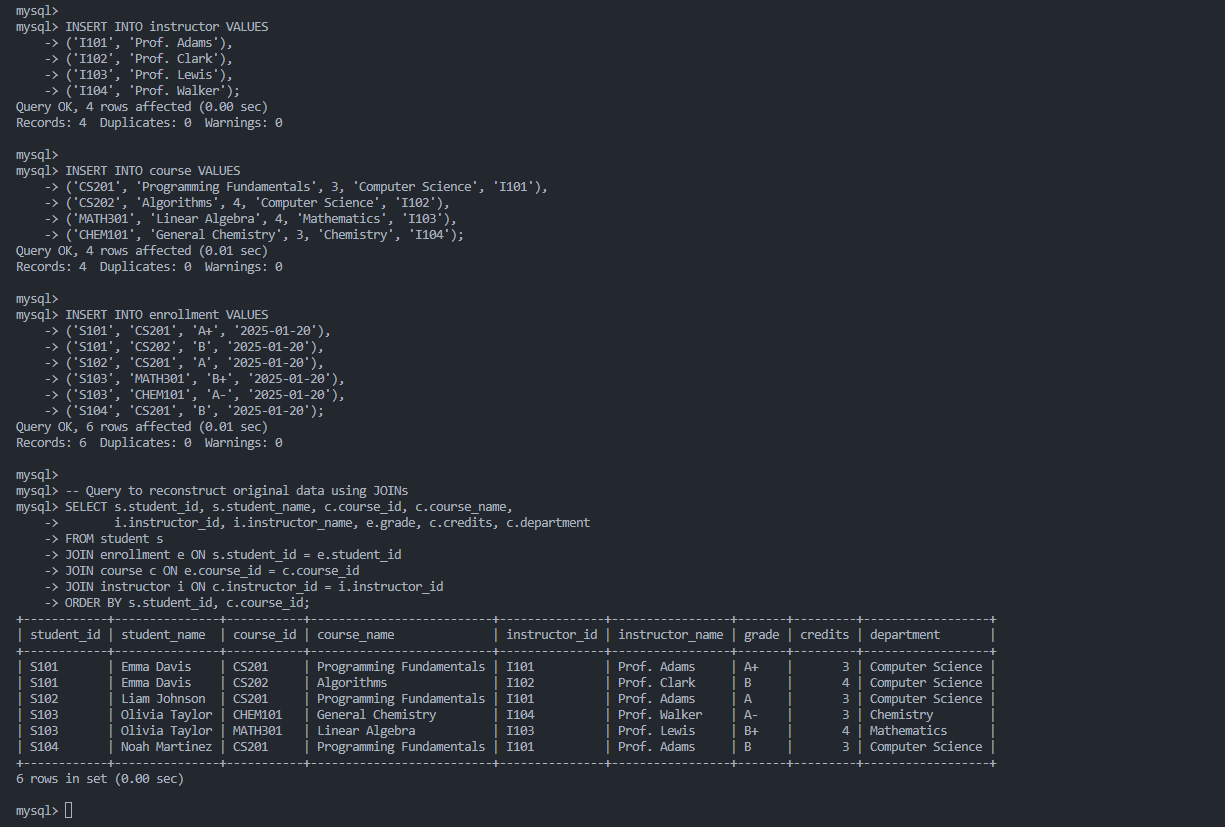 mysql>
mysql> INSERT INTO instructor VALUES
    -> ('I101', 'Prof. Adams'),
    -> ('I102', 'Prof. Clark'),
    -> ('I103', 'Prof. Lewis'),
    -> ('I104', 'Prof. Walker');
Query OK, 4 rows affected (0.00 sec)
Records: 4  Duplicates: 0  Warnings: 0

mysql>
mysql> INSERT INTO course VALUES
    -> ('CS201', 'Programming Fundamentals', 3, 'Computer Science', 'I101'),
    -> ('CS202', 'Algorithms', 4, 'Computer Science', 'I102'),
    -> ('MATH301', 'Linear Algebra', 4, 'Mathematics', 'I103'),
    -> ('CHEM101', 'General Chemistry', 3, 'Chemistry', 'I104');
Query OK, 4 rows affected (0.01 sec)
Records: 4  Duplicates: 0  Warnings: 0

mysql>
mysql> INSERT INTO enrollment VALUES
    -> ('S101', 'CS201', 'A+', '2025-01-20'),
    -> ('S101', 'CS202', 'B', '2025-01-20'),
    -> ('S102', 'CS201', 'A', '2025-01-20'),
    -> ('S103', 'MATH301', 'B+', '2025-01-20'),
    -> ('S103', 'CHEM101', 'A-', '2025-01-20'),
    -> ('S104', 'CS201', 'B', '2025-01-20');
Query OK, 6 rows affected (0.01 sec)
Records: 6  Duplicates: 0  Warnings: 0

mysql>
mysql> -- Query to reconstruct original data using JOINs
mysql> SELECT s.student_id, s.student_name, c.course_id, c.course_name,
    ->        i.instructor_id, i.instructor_name, e.grade, c.credits, c.department
    -> FROM student s
    -> JOIN enrollment e ON s.student_id = e.student_id
    -> JOIN course c ON e.course_id = c.course_id
    -> JOIN instructor i ON c.instructor_id = i.instructor_id
    -> ORDER BY s.student_id, c.course_id;
+------------+---------------+-----------+--------------------------+---------------+-----------------+-------+---------+------------------+
| student_id | student_name  | course_id | course_name              | instructor_id | instructor_name | grade | credits | department       |
+------------+---------------+-----------+--------------------------+---------------+-----------------+-------+---------+------------------+
| S101       | Emma Davis    | CS201     | Programming Fundamentals | I101          | Prof. Adams     | A+    |       3 | Computer Science |
| S101       | Emma Davis    | CS202     | Algorithms               | I102          | Prof. Clark     | B     |       4 | Computer Science |
| S102       | Liam Johnson  | CS201     | Programming Fundamentals | I101          | Prof. Adams     | A     |       3 | Computer Science |
| S103       | Olivia Taylor | CHEM101   | General Chemistry        | I104          | Prof. Walker    | A-    |       3 | Chemistry        |
| S103       | Olivia Taylor | MATH301   | Linear Algebra           | I103          | Prof. Lewis     | B+    |       4 | Mathematics      |
| S104       | Noah Martinez | CS201     | Programming Fundamentals | I101          | Prof. Adams     | B     |       3 | Computer Science |
+------------+---------------+-----------+--------------------------+---------------+-----------------+-------+---------+------------------+
6 rows in set (0.00 sec)

mysql>